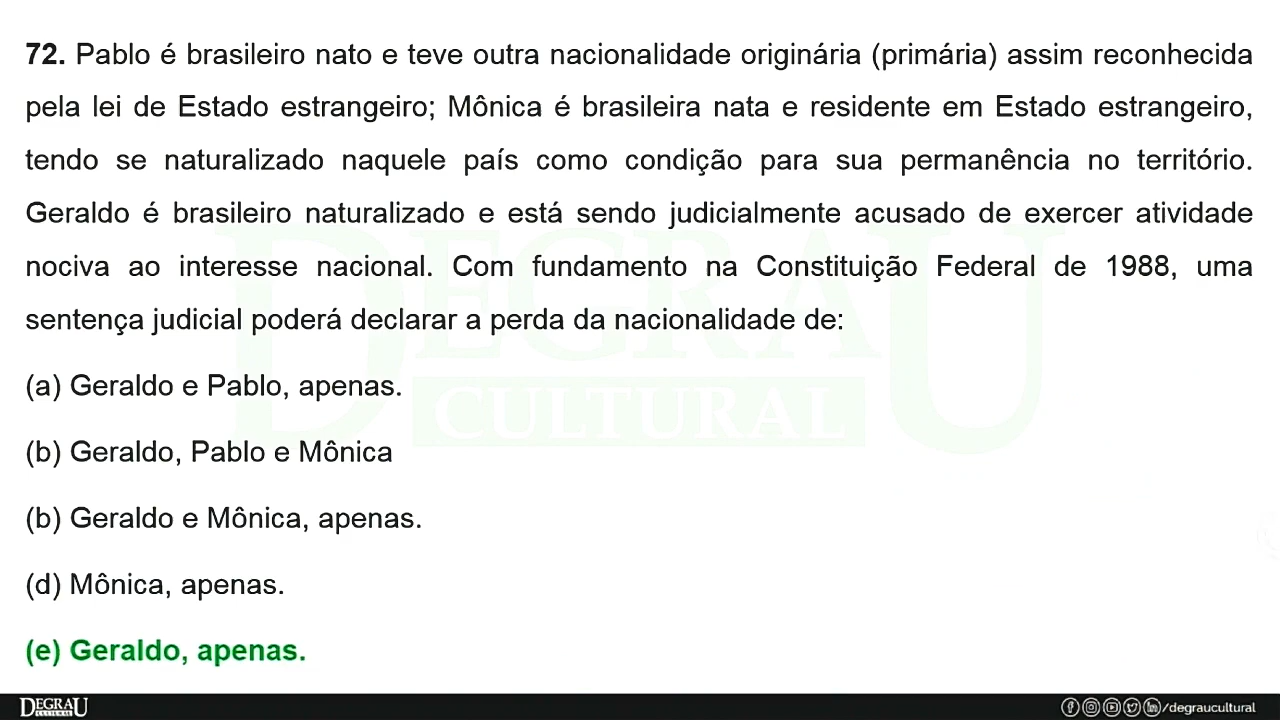 72. Pablo é brasileiro nato e teve outra nacionalidade originária (primária) assim reconhecida
pela lei de Estado estrangeiro; Mônica é brasileira nata e residente em Estado estrangeiro,
tendo se naturalizado naquele país como condição para sua permanência no território.
Geraldo é brasileiro naturalizado e está sendo judicialmente acusado de exercer atividade
nociva ao interesse nacional. Com fundamento na Constituição Federal de 1988, uma
sentença judicial poderá declarar a perda da nacionalidade de:
(a) Geraldo e Pablo, apenas.
(b) Geraldo, Pablo e Mônica
(b) Geraldo e Mônica, apenas.
(d) Mônica, apenas.
(e) Geraldo, apenas.
DEGRAU
CULTURAL
DEGRAU
CULTURAL
/degraucultural